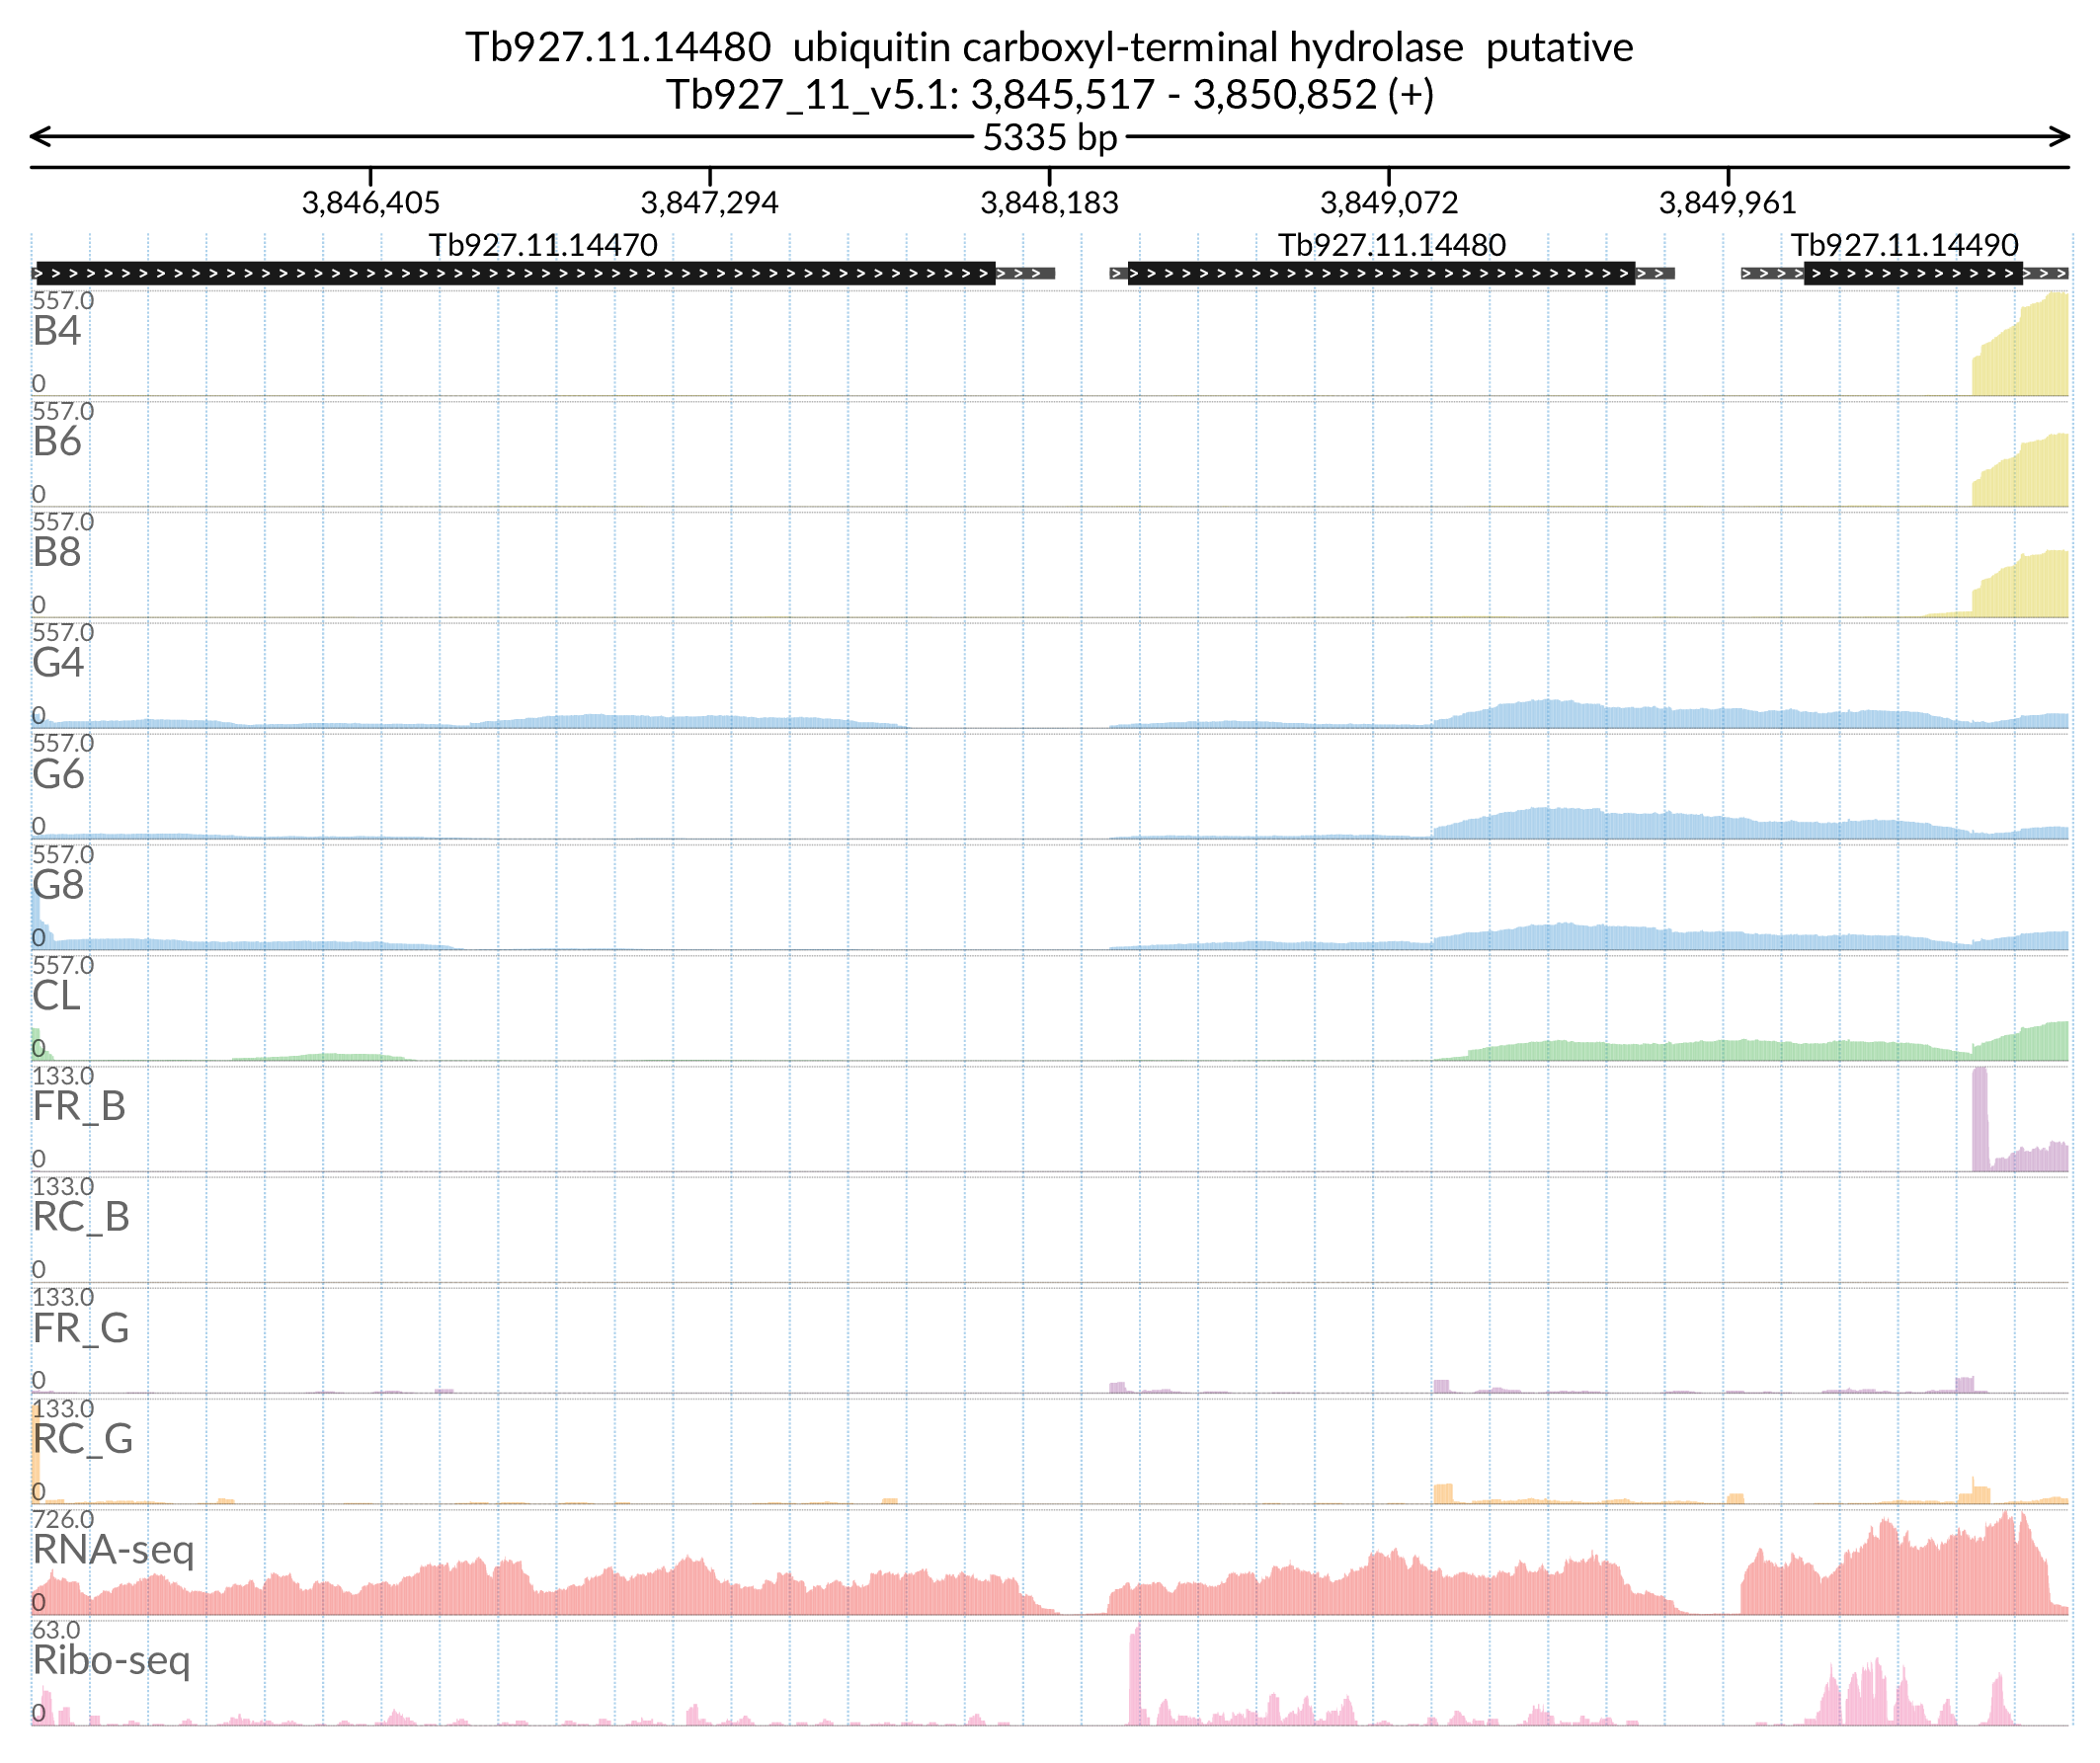 Tb927.11.14480  ubiquitin carboxyl-terminal hydrolase  putative
Tb927_11_v5.1: 3,845,517 - 3,850,852 (+)
5335 bp
3,846,405 3,847,294 3,848,183 3,849,072 3,849,961
Tb927.11.14470 Tb927.11.14480 Tb927.11.14490
557.0
B4
0
557.0
B6
0
557.0
B8
0
557.0
G4
0
557.0
G6
0
557.0
G8
0
557.0
CL
0
133.0
FR_B
0
133.0
RC_B
0
133.0
FR_G
0
133.0
RC_G
0
726.0
RNA-seq
0
63.0
Ribo-seq
0